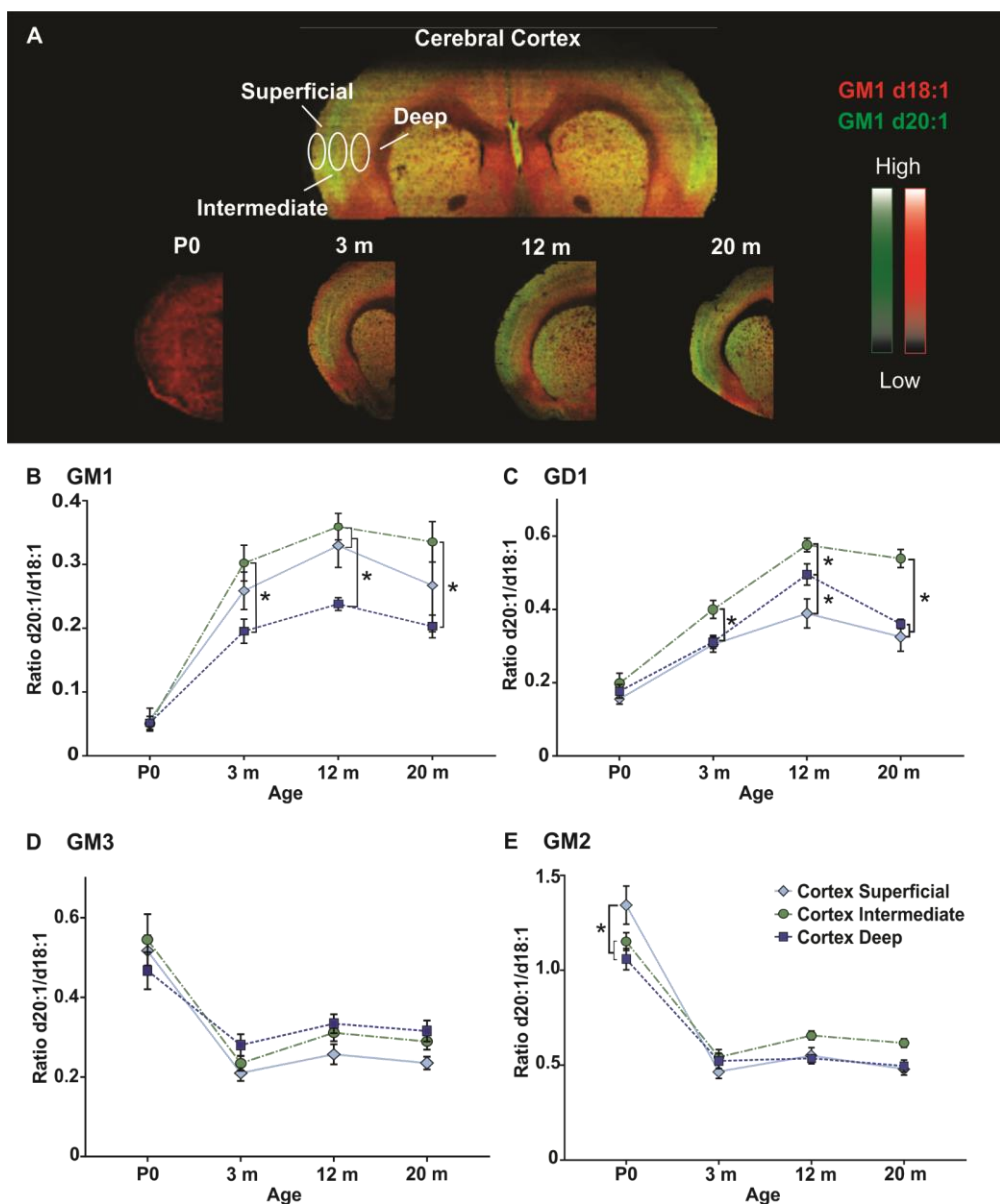 A
Cerebral Cortex
Superficial
Deep
Intermediate
GM1 d18:1
GM1 d20:1
High
Low
P0
3 m
12 m
20 m
B GM1
Ratio d20:1/d18:1
0.4
0.3
0.2
0.1
0
*
*
*
P0 3 m 12 m 20 m
Age
C GD1
Ratio d20:1/d18:1
0.6
0.4
0.2
0
*
*
*
*
P0 3 m 12 m 20 m
Age
D GM3
Ratio d20:1/d18:1
0.6
0.4
0.2
0
P0 3 m 12 m 20 m
Age
E GM2
Ratio d20:1/d18:1
1.5
1.0
0.5
0
*
Cortex Superficial
Cortex Intermediate
Cortex Deep
P0 3 m 12 m 20 m
Age